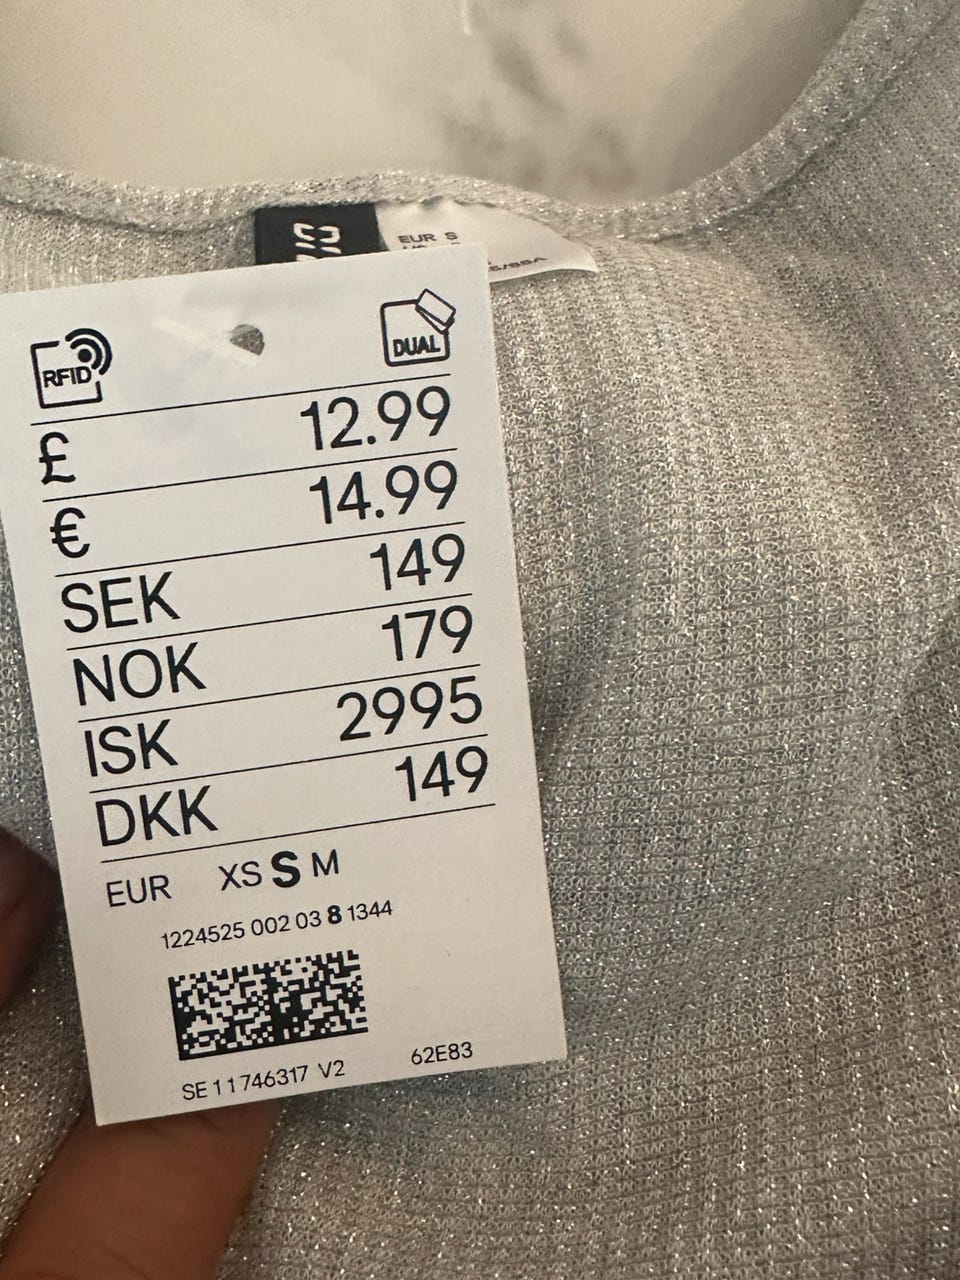 EUR S
RFID
DUAL
£ 12.99
€ 14.99
SEK 149
NOK 179
ISK 2995
DKK 149
EUR XS S M
1224525 002 03 8 1344
SE 11746317 V2 62E83